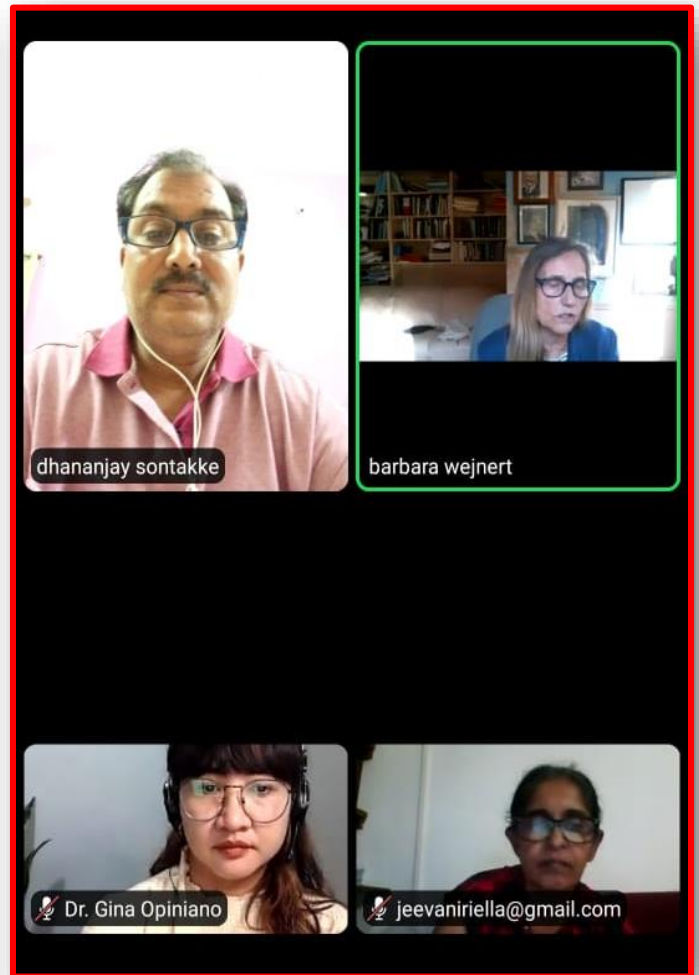 dhananjay sontakke
barbara wejnert
Dr. Gina Opiniano
jeevaniriella@gmail.com